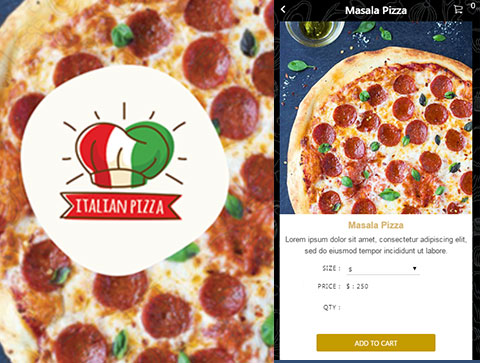 ITALIAN PIZZA
Masala Pizza
0
Masala Pizza
Lorem ipsum dolor sit amet, consectetur adipiscing elit,
sed do eiusmod tempor incididunt ut labore.
SIZE : S
PRICE : $ : 250
QTY :
ADD TO CART